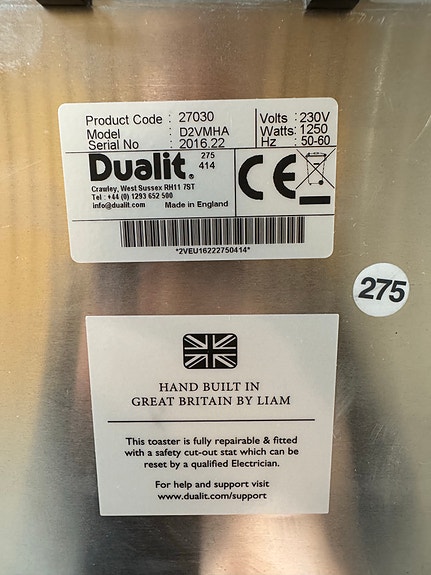 Product Code : 27030
Model : D2VMHA
Serial No : 2016.22
Volts : 230V
Watts: 1250
Hz : 50-60
Dualit®
275
414
CE
Crawley, West Sussex RH11 7ST
Tel : +44 (0) 1293 652 500
info@dualit.com Made in England
*2VEU16222750414*
275
HAND BUILT IN
GREAT BRITAIN BY LIAM
This toaster is fully repairable & fitted
with a safety cut-out stat which can be
reset by a qualified Electrician.
For help and support visit
www.dualit.com/support